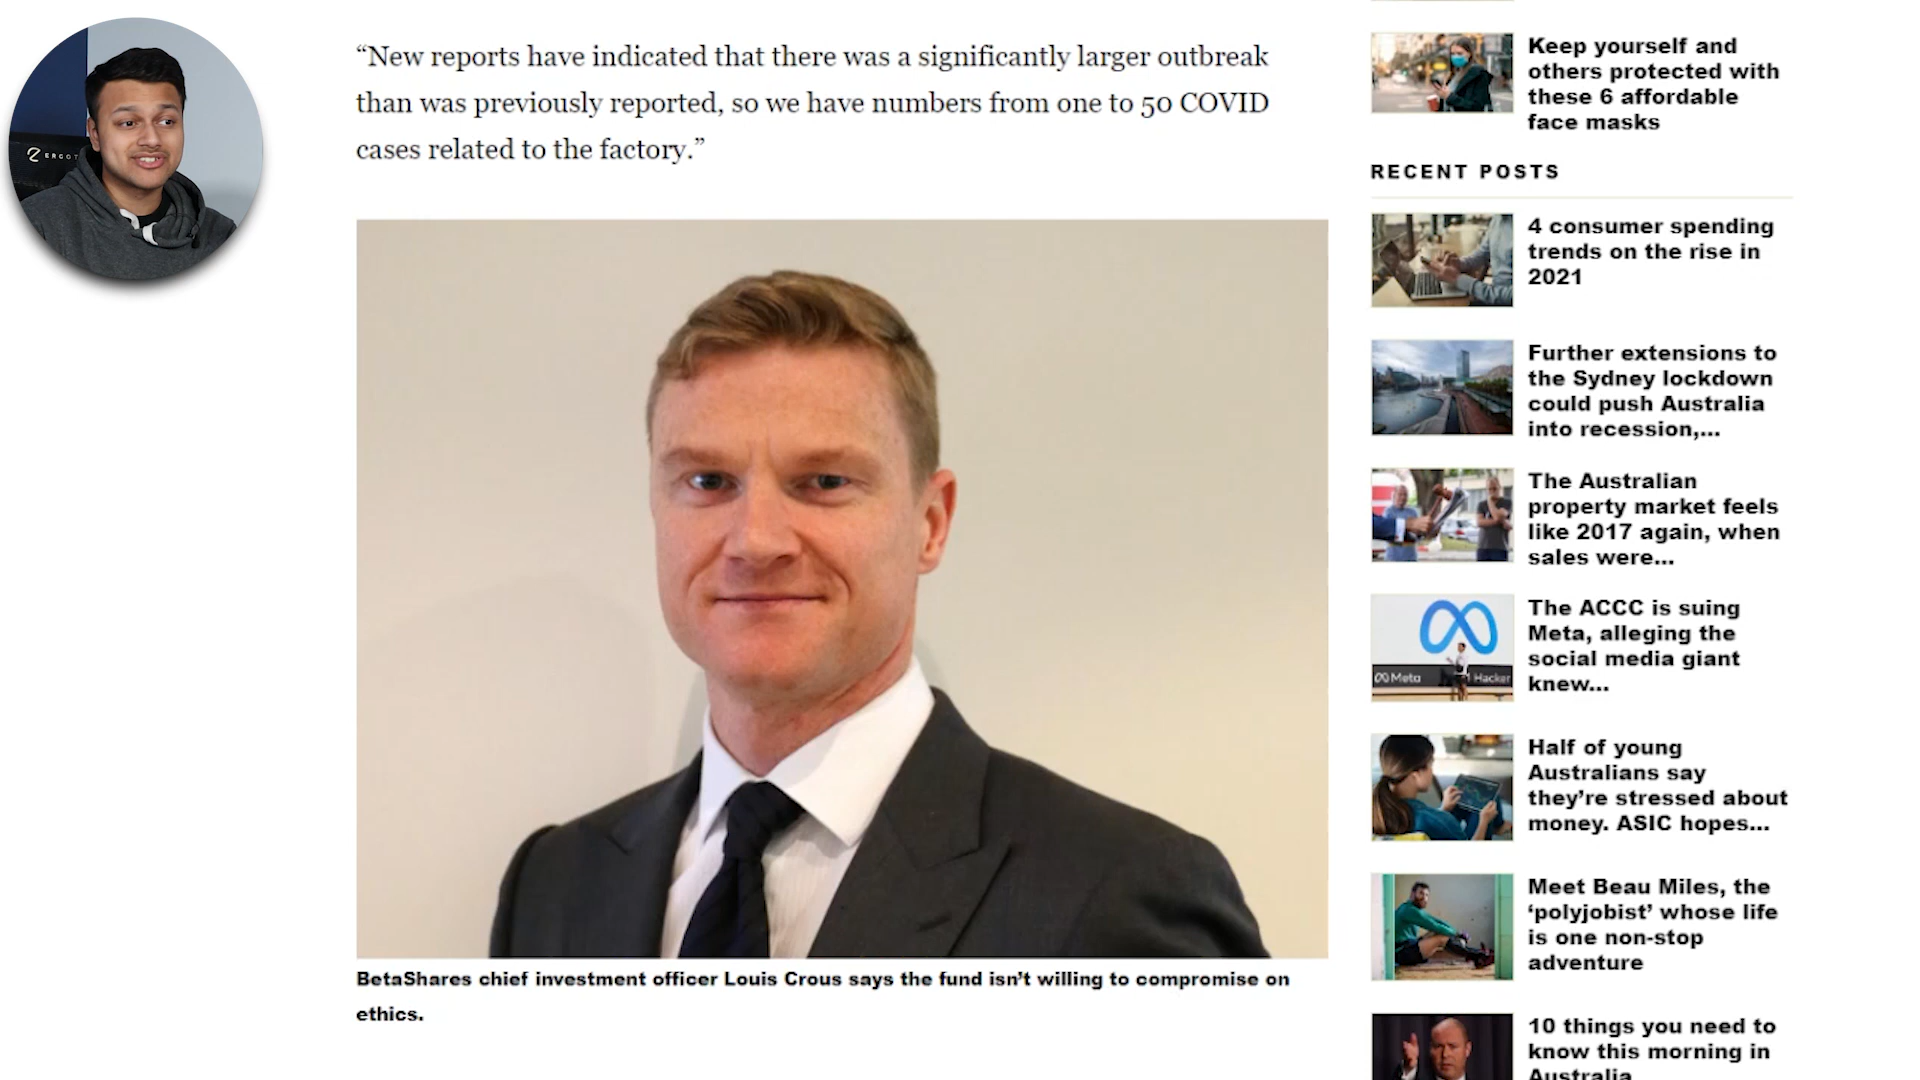 “New reports have indicated that there was a significantly larger outbreak
than was previously reported, so we have numbers from one to 50 COVID
cases related to the factory.”
BetaShares chief investment officer Louis Crous says the fund isn’t willing to compromise on
ethics.
Keep yourself and
others protected with
these 6 affordable
face masks
RECENT POSTS
4 consumer spending
trends on the rise in
2021
Further extensions to
the Sydney lockdown
could push Australia
into recession,...
The Australian
property market feels
like 2017 again, when
sales were...
The ACCC is suing
Meta, alleging the
social media giant
knew...
Meta
Hacker
Half of young
Australians say
they’re stressed about
money. ASIC hopes...
Meet Beau Miles, the
‘polyjobist’ whose life
is one non-stop
adventure
10 things you need to
know this morning in
Australia
ERGOT